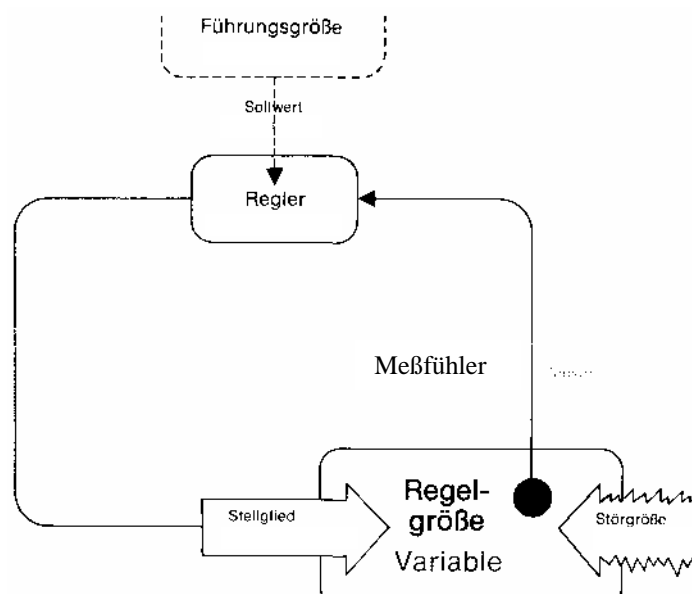 Führungsgröße
Sollwert
Regler
Meßfühler
Regel-
größe
Variable
Stellglied
Störgröße